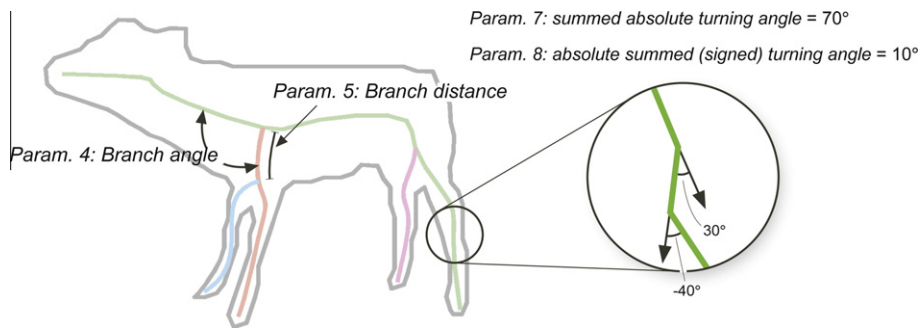 Param. 7: summed absolute turning angle = 70°
Param. 8: absolute summed (signed) turning angle = 10°
Param. 5: Branch distance
Param. 4: Branch angle
30°
-40°